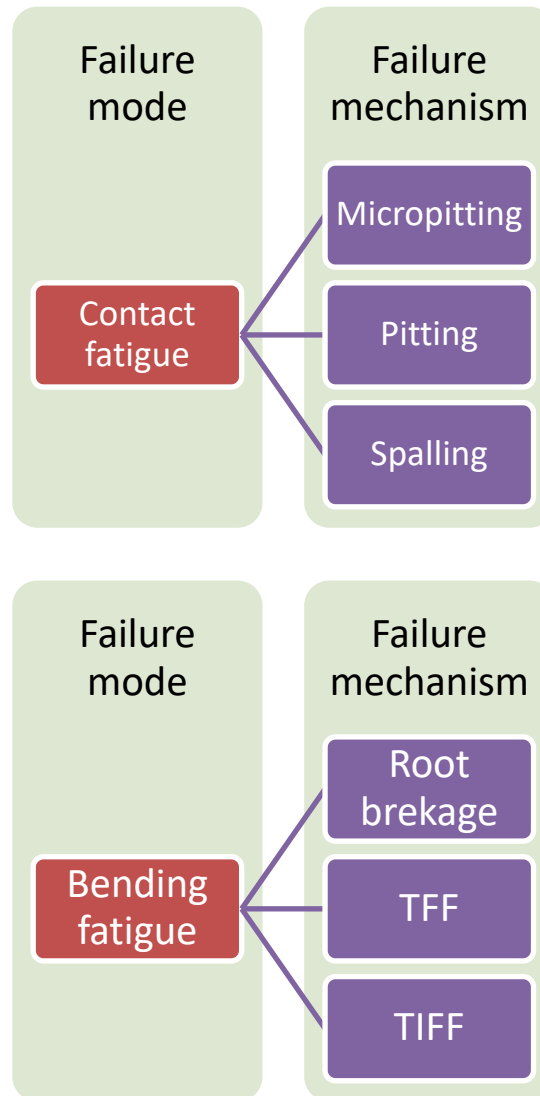 Failure
mode
Failure
mechanism
Micropitting
Contact
fatigue
Pitting
Spalling
Failure
mode
Failure
mechanism
Root
brekage
Bending
fatigue
TFF
TIFF